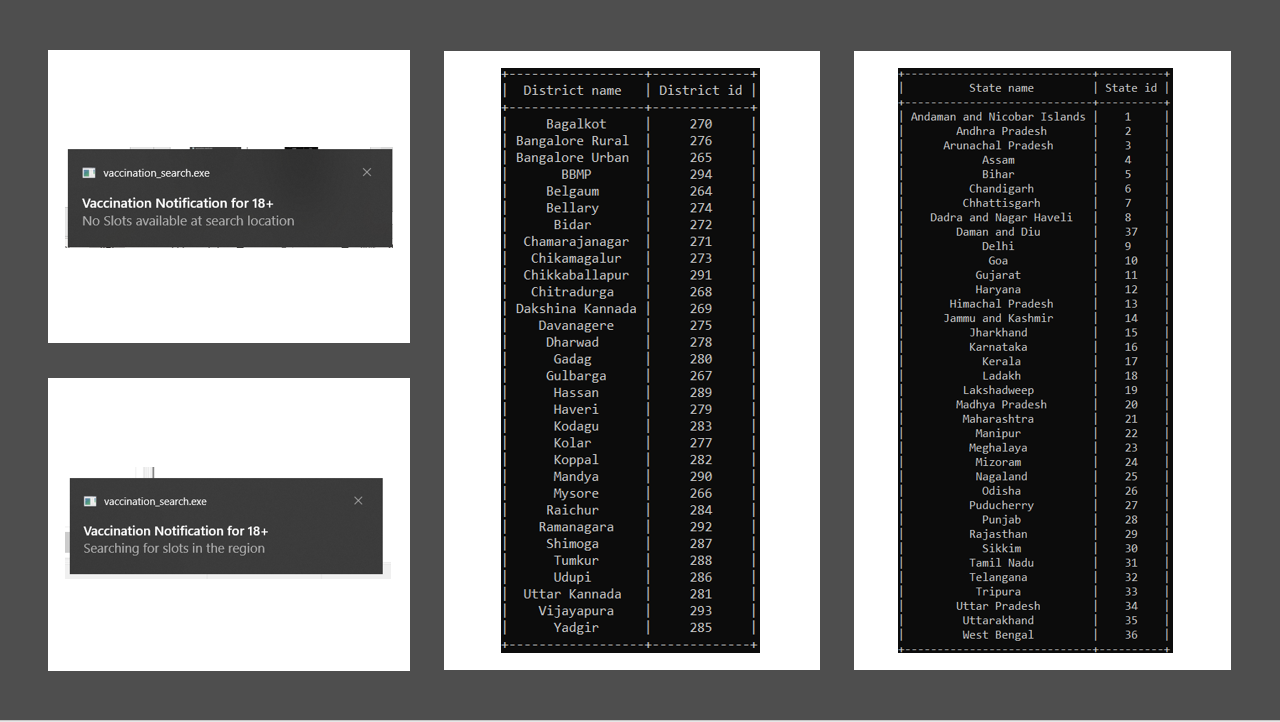 vaccination_search.exe
Vaccination Notification for 18+
No Slots available at search location
vaccination_search.exe
Vaccination Notification for 18+
Searching for slots in the region
+------------------+-------------+
| District name | District id |
+------------------+-------------+
| Bagalkot | 270 |
| Bangalore Rural | 276 |
| Bangalore Urban | 265 |
| BBMP | 294 |
| Belgaum | 264 |
| Bellary | 274 |
| Bidar | 272 |
| Chamarajanagar | 271 |
| Chikamagalur | 273 |
| Chikkaballapur | 291 |
| Chitradurga | 268 |
| Dakshina Kannada | 269 |
| Davanagere | 275 |
| Dharwad | 278 |
| Gadag | 280 |
| Gulbarga | 267 |
| Hassan | 289 |
| Haveri | 279 |
| Kodagu | 283 |
| Kolar | 277 |
| Koppal | 282 |
| Mandya | 290 |
| Mysore | 266 |
| Raichur | 284 |
| Ramanagara | 292 |
| Shimoga | 287 |
| Tumkur | 288 |
| Udupi | 286 |
| Uttar Kannada | 281 |
| Vijayapura | 293 |
| Yadgir | 285 |
+------------------+-------------+
+-----------------------------+----------+
| State name | State id |
+-----------------------------+----------+
| Andaman and Nicobar Islands | 1 |
| Andhra Pradesh | 2 |
| Arunachal Pradesh | 3 |
| Assam | 4 |
| Bihar | 5 |
| Chandigarh | 6 |
| Chhattisgarh | 7 |
| Dadra and Nagar Haveli | 8 |
| Daman and Diu | 37 |
| Delhi | 9 |
| Goa | 10 |
| Gujarat | 11 |
| Haryana | 12 |
| Himachal Pradesh | 13 |
| Jammu and Kashmir | 14 |
| Jharkhand | 15 |
| Karnataka | 16 |
| Kerala | 17 |
| Ladakh | 18 |
| Lakshadweep | 19 |
| Madhya Pradesh | 20 |
| Maharashtra | 21 |
| Manipur | 22 |
| Meghalaya | 23 |
| Mizoram | 24 |
| Nagaland | 25 |
| Odisha | 26 |
| Puducherry | 27 |
| Punjab | 28 |
| Rajasthan | 29 |
| Sikkim | 30 |
| Tamil Nadu | 31 |
| Telangana | 32 |
| Tripura | 33 |
| Uttar Pradesh | 34 |
| Uttarakhand | 35 |
| West Bengal | 36 |
+-----------------------------+----------+